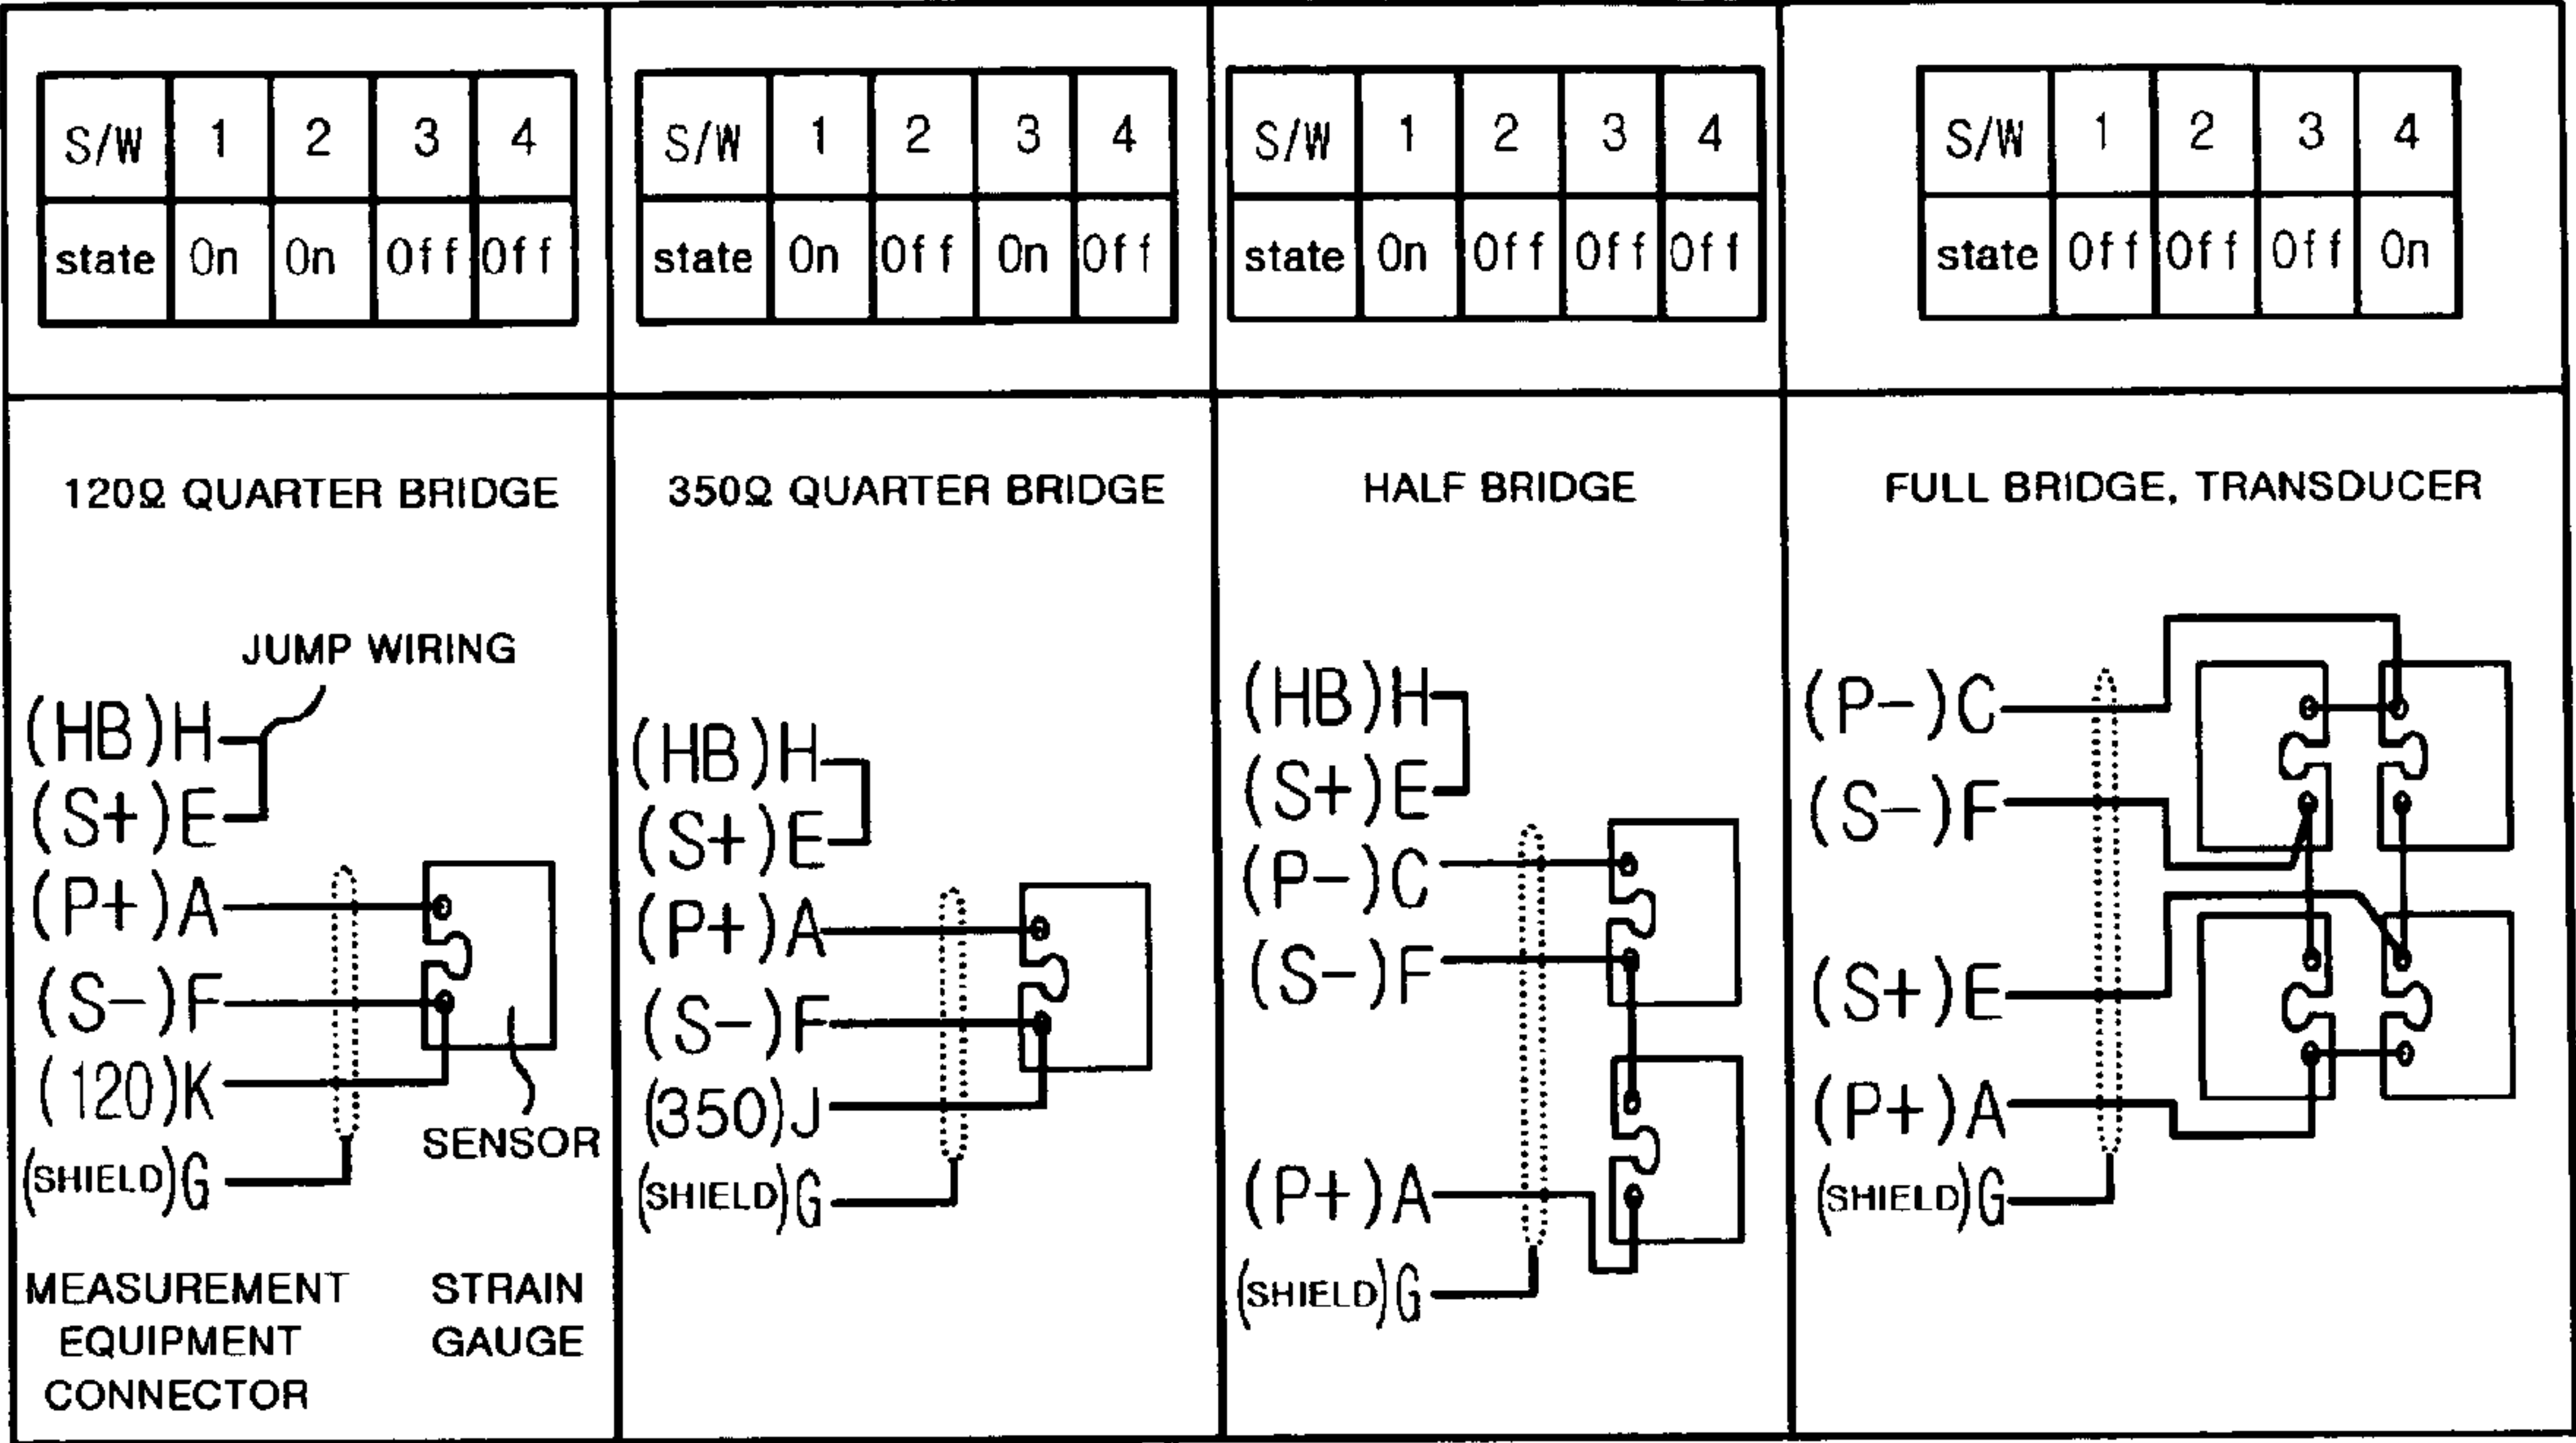 S/W 1 2 3 4
state On On Off Off
S/W 1 2 3 4
state On Off On Off
S/W 1 2 3 4
state On Off Off Off
S/W 1 2 3 4
state Off Off Off On
120Ω QUARTER BRIDGE
JUMP WIRING
(HB)H
(S+)E
(P+)A
(S-)F
(120)K
(SHIELD)G
SENSOR
MEASUREMENT
EQUIPMENT
CONNECTOR
STRAIN
GAUGE
350Ω QUARTER BRIDGE
(HB)H
(S+)E
(P+)A
(S-)F
(350)J
(SHIELD)G
HALF BRIDGE
(HB)H
(S+)E
(P-)C
(S-)F
(P+)A
(SHIELD)G
FULL BRIDGE, TRANSDUCER
(P-)C
(S-)F
(S+)E
(P+)A
(SHIELD)G